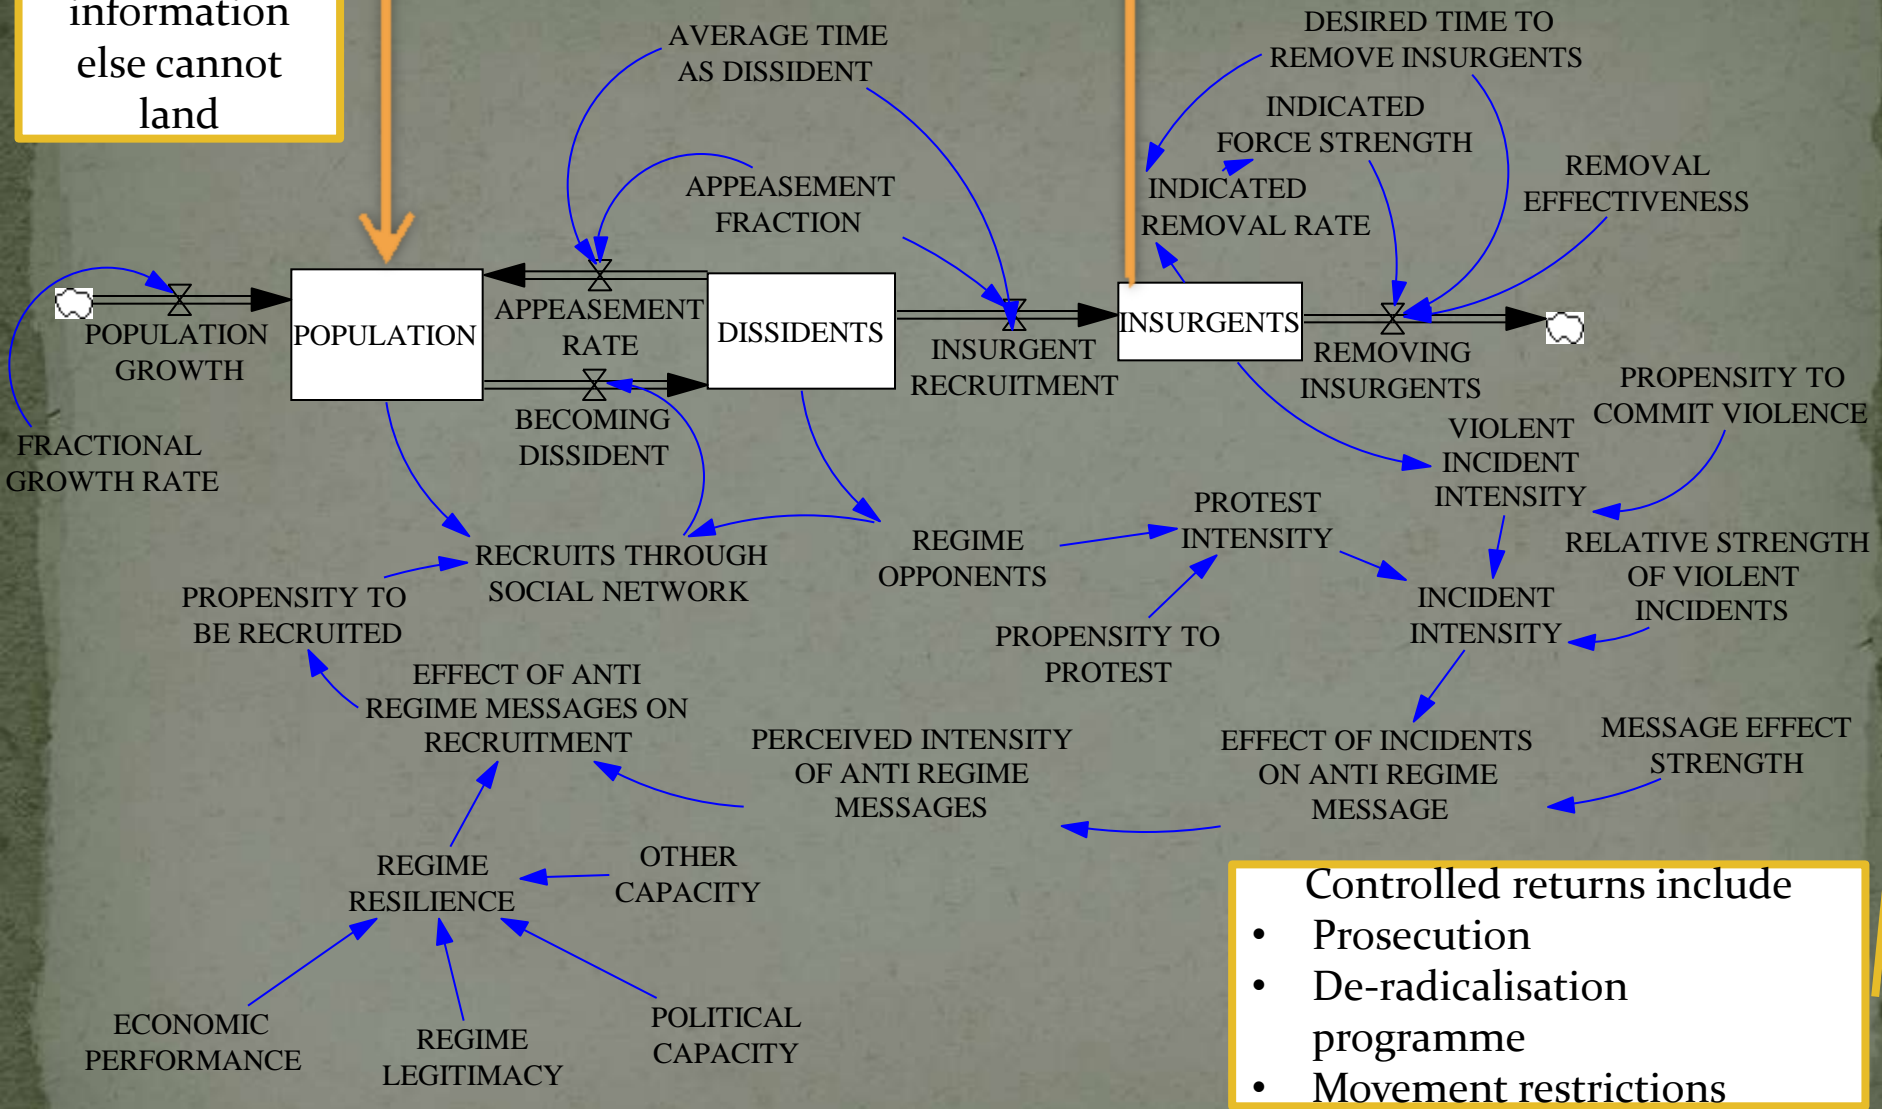 information
else cannot
land
AVERAGE TIME
AS DISSIDENT
DESIRED TIME TO
REMOVE INSURGENTS
INDICATED
FORCE STRENGTH
REMOVAL
EFFECTIVENESS
APPEASEMENT
FRACTION
INDICATED
REMOVAL RATE
POPULATION
GROWTH
POPULATION
APPEASEMENT
RATE
DISSIDENTS
INSURGENT
RECRUITMENT
INSURGENTS
REMOVING
INSURGENTS
BECOMING
DISSIDENT
FRACTIONAL
GROWTH RATE
PROPENSITY TO
COMMIT VIOLENCE
VIOLENT
INCIDENT
INTENSITY
PROTEST
INTENSITY
REGIME
OPPONENTS
RECRUITS THROUGH
SOCIAL NETWORK
RELATIVE STRENGTH
OF VIOLENT
INCIDENTS
PROPENSITY TO
BE RECRUITED
INCIDENT
INTENSITY
PROPENSITY TO
PROTEST
EFFECT OF ANTI
REGIME MESSAGES ON
RECRUITMENT
PERCEIVED INTENSITY
OF ANTI REGIME
MESSAGES
EFFECT OF INCIDENTS
ON ANTI REGIME
MESSAGE
MESSAGE EFFECT
STRENGTH
REGIME
RESILIENCE
OTHER
CAPACITY
ECONOMIC
PERFORMANCE
REGIME
LEGITIMACY
POLITICAL
CAPACITY
Controlled returns include
• Prosecution
• De-radicalisation
programme
• Movement restrictions